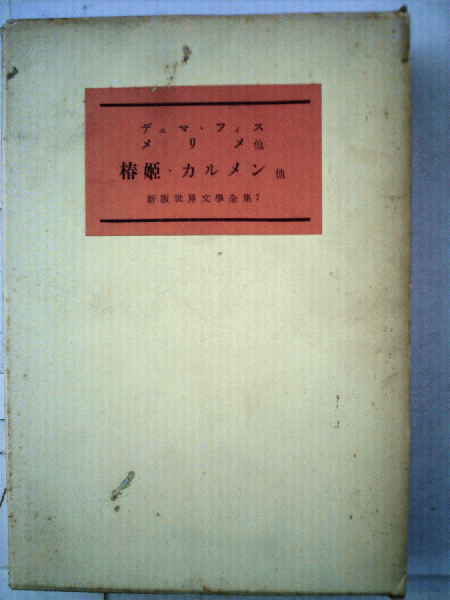 デュマ・フィス
メリメ他
椿姫・カルメン他
新版世界文學全集7